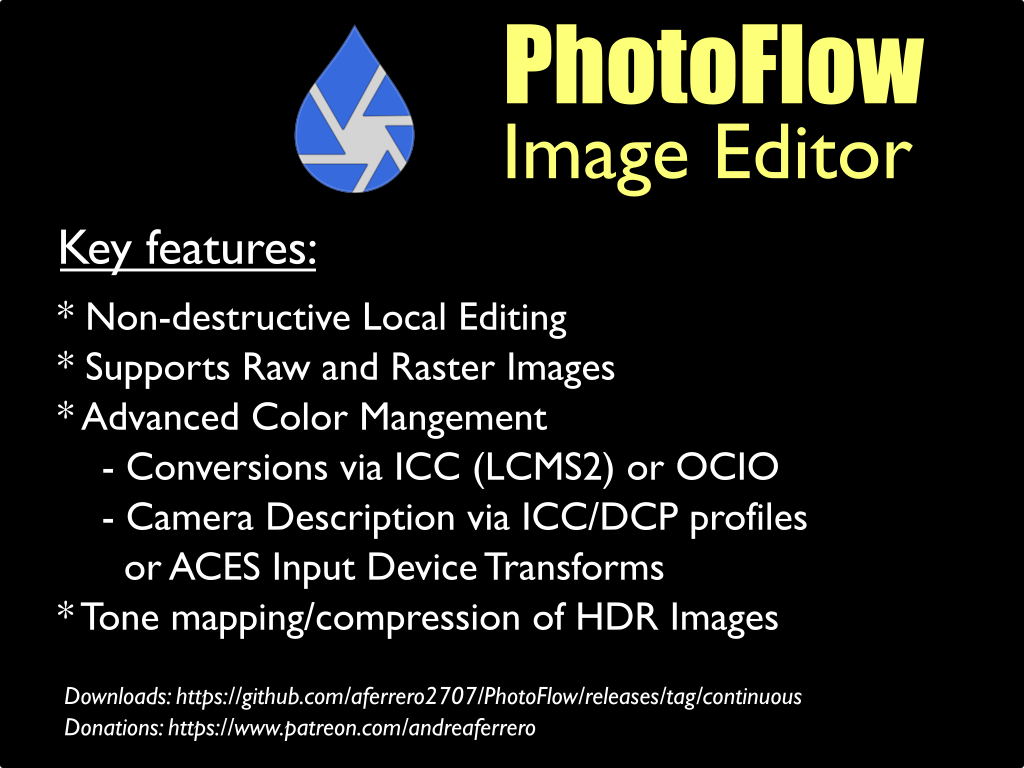 PhotoFlow
Image Editor
Key features:
* Non-destructive Local Editing
* Supports Raw and Raster Images
* Advanced Color Mangement
- Conversions via ICC (LCMS2) or OCIO
- Camera Description via ICC/DCP profiles
or ACES Input Device Transforms
* Tone mapping/compression of HDR Images
Downloads: https://github.com/aferrero2707/PhotoFlow/releases/tag/continuous
Donations: https://www.patreon.com/andreaferrero